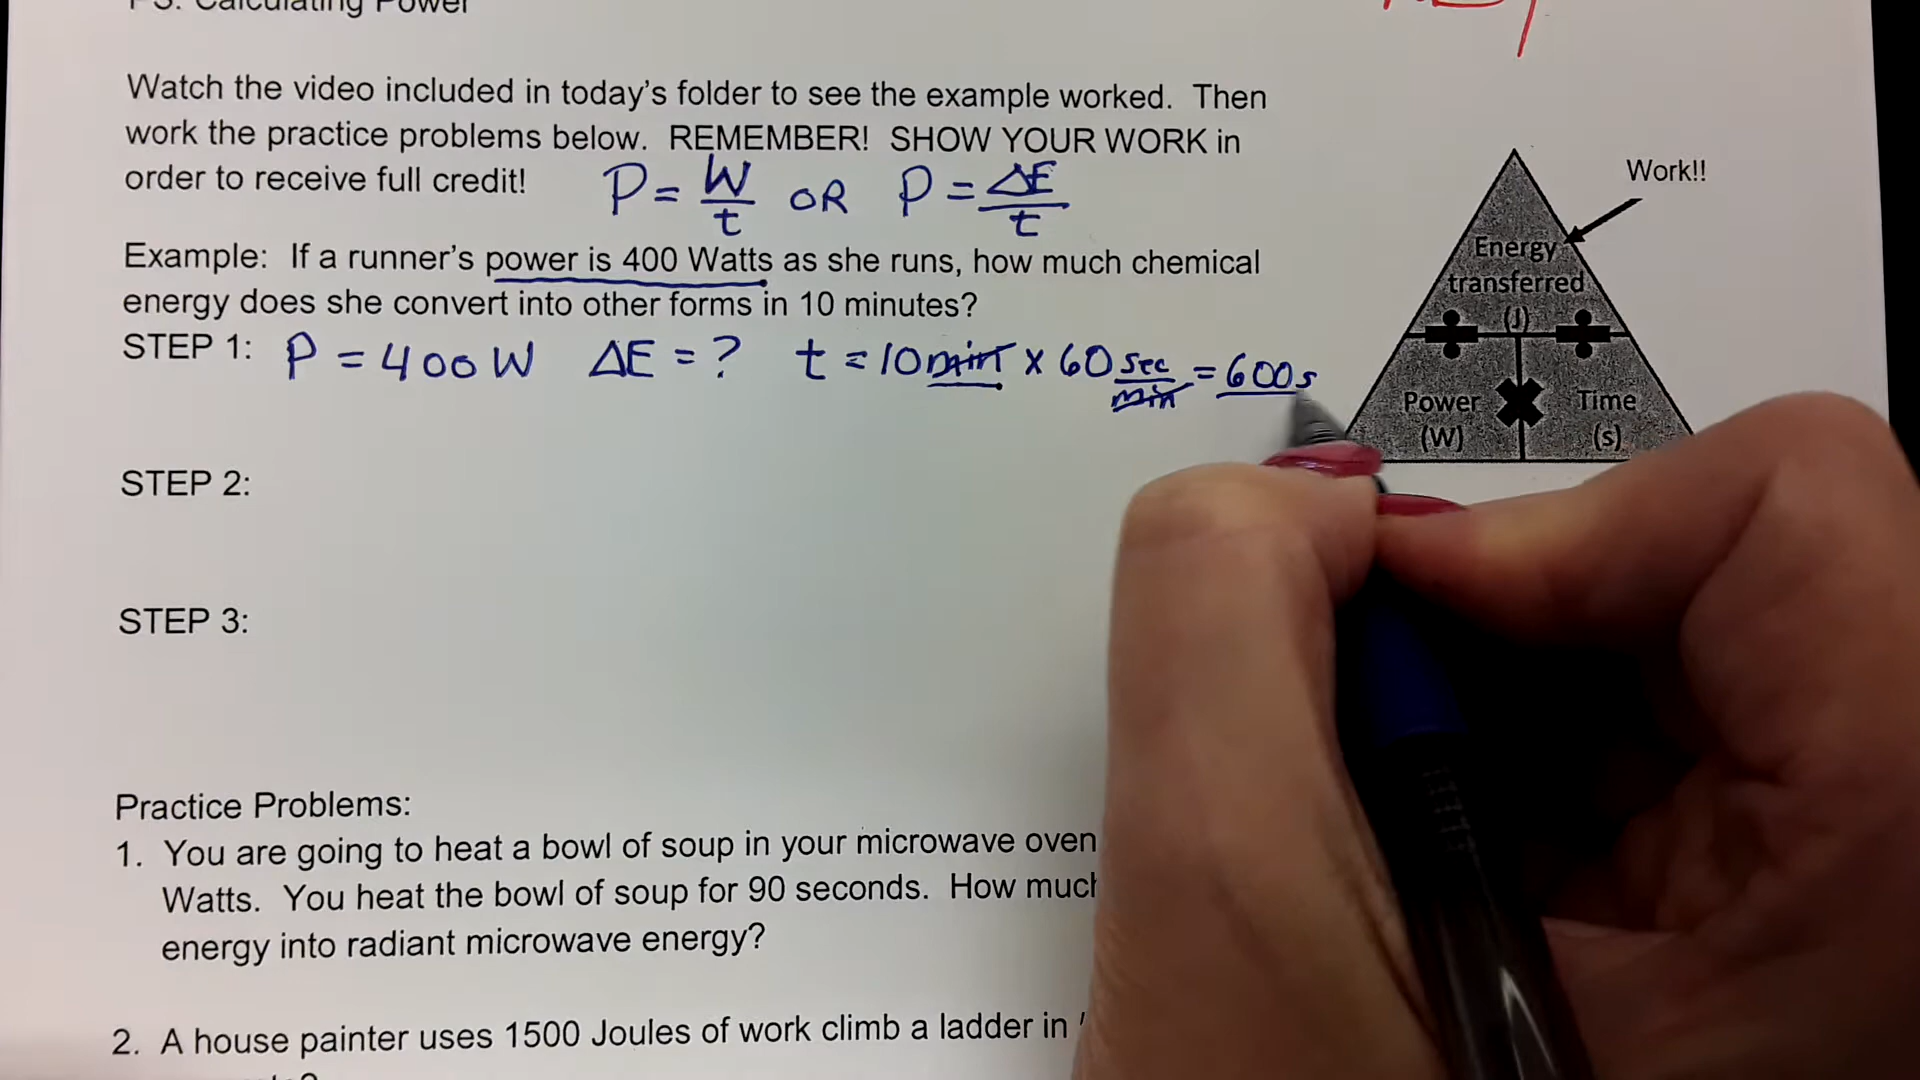 Calculating Power
Watch the video included in today's folder to see the example worked. Then
work the practice problems below. REMEMBER! SHOW YOUR WORK in
order to receive full credit! P = W/t OR P = ΔE/t
Example: If a runner's power is 400 Watts as she runs, how much chemical
energy does she convert into other forms in 10 minutes?
STEP 1: P = 400 W ΔE = ? t = 10 min x 60 sec/min = 600 s
Work!!
Energy
transferred
(J)
Power Time
(W) (s)
STEP 2:
STEP 3:
Practice Problems:
1. You are going to heat a bowl of soup in your microwave oven
Watts. You heat the bowl of soup for 90 seconds. How much
energy into radiant microwave energy?
2. A house painter uses 1500 Joules of work climb a ladder in